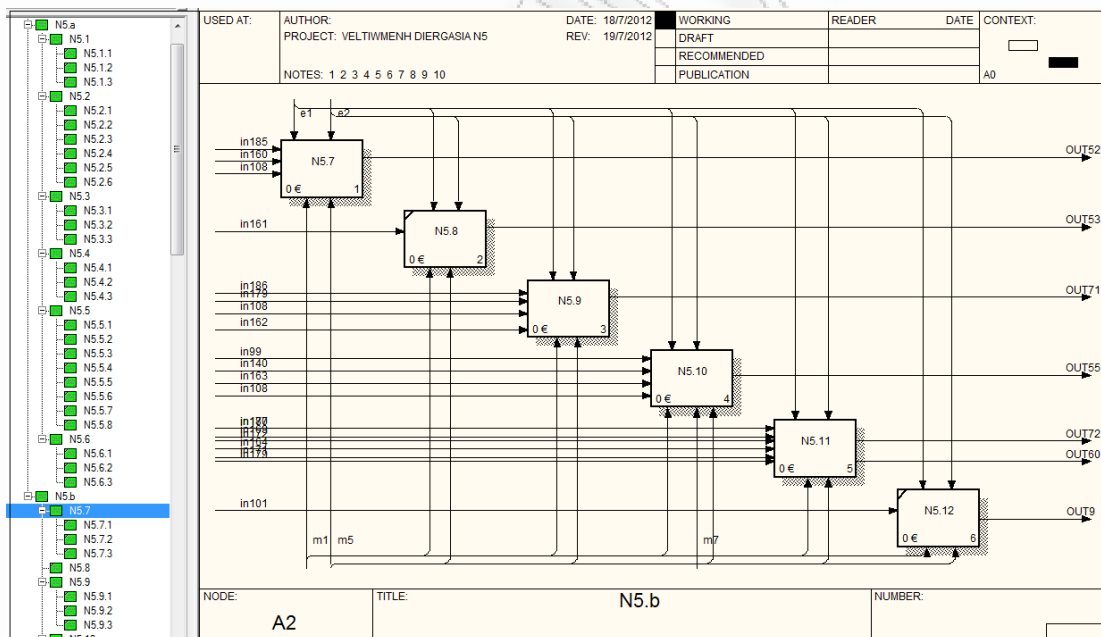 N5.a
N5.1
N5.1.1
N5.1.2
N5.1.3
N5.2
N5.2.1
N5.2.2
N5.2.3
N5.2.4
N5.2.5
N5.2.6
N5.3
N5.3.1
N5.3.2
N5.3.3
N5.4
N5.4.1
N5.4.2
N5.4.3
N5.5
N5.5.1
N5.5.2
N5.5.3
N5.5.4
N5.5.5
N5.5.6
N5.5.7
N5.5.8
N5.6
N5.6.1
N5.6.2
N5.6.3
N5.b
N5.7
N5.7.1
N5.7.2
N5.7.3
N5.8
N5.9
N5.9.1
N5.9.2
N5.9.3
USED AT:
AUTHOR:
DATE: 18/7/2012
PROJECT: VELTIWMENH DIERGASIA N5
REV: 19/7/2012
NOTES: 1 2 3 4 5 6 7 8 9 10
WORKING
DRAFT
RECOMMENDED
PUBLICATION
READER DATE
CONTEXT:
A0
e1 e2
in185
in160
in108
N5.7
0 € 1
OUT52
in161
N5.8
0 € 2
OUT53
in186
in179
in108
in162
N5.9
0 € 3
OUT71
in99
in140
in163
in108
N5.10
0 € 4
OUT55
N5.11
0 € 5
OUT72
OUT60
in101
N5.12
0 € 6
OUT9
m1 m5 m7
NODE:
A2
TITLE:
N5.b
NUMBER: